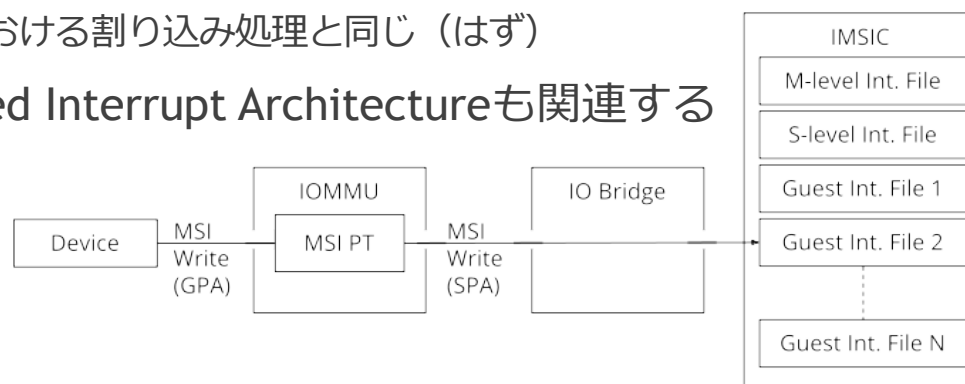 おける割り込み処理と同じ（はず）
ed Interrupt Architectureも関連する
IMSIC
M-level Int. File
S-level Int. File
Guest Int. File 1
Guest Int. File 2
Guest Int. File N
IOMMU
MSI PT
IO Bridge
Device
MSI
Write
(GPA)
MSI
Write
(SPA)